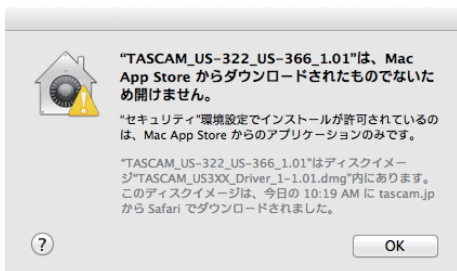 “TASCAM_US-322_US-366_1.01”は、Mac
App Store からダウンロードされたものでないた
め開けません。
“セキュリティ”環境設定でインストールが許可されているの
は、Mac App Store からのアプリケーションのみです。
“TASCAM_US-322_US-366_1.01”はディスクイメー
ジ“TASCAM_US3XX_Driver_1-1.01.dmg”内にあります。
このディスクイメージは、今日の 10:19 AM に tascam.jp
から Safari でダウンロードされました。
?
OK